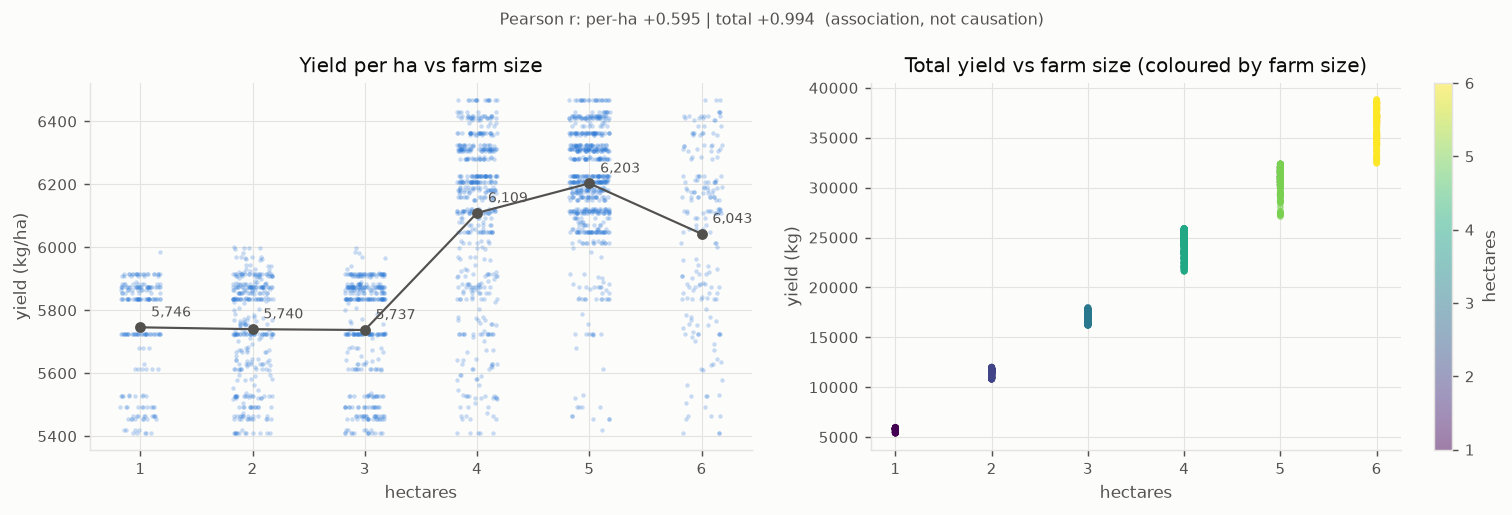 Pearson r: per-ha +0.595 | total +0.994  (association, not causation)
Yield per ha vs farm size
yield (kg/ha)
6400
6200
6000
5800
5600
5400
5,746
5,740
5,737
6,109
6,203
6,043
1 2 3 4 5 6
hectares
Total yield vs farm size (coloured by farm size)
yield (kg)
40000
35000
30000
25000
20000
15000
10000
5000
1 2 3 4 5 6
hectares
6
5
4
3
2
1
hectares